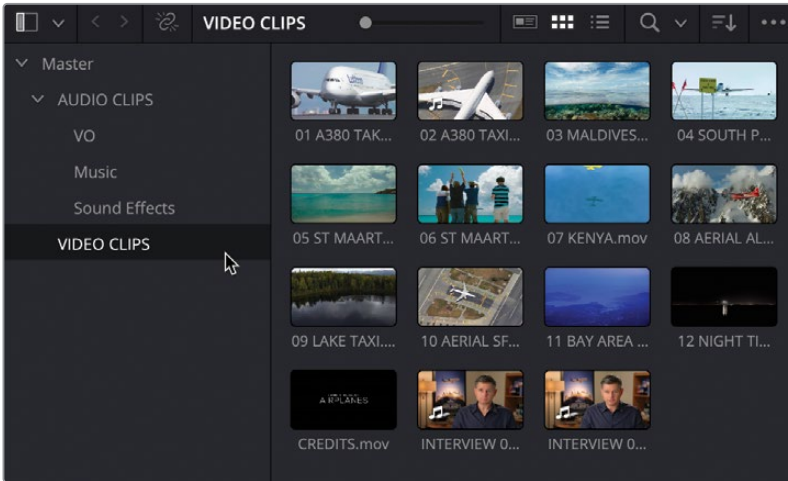 VIDEO CLIPS
Master
AUDIO CLIPS
VO
Music
Sound Effects
VIDEO CLIPS
01 A380 TAK...
02 A380 TAXI...
03 MALDIVES...
04 SOUTH P...
05 ST MAART...
06 ST MAART...
07 KENYA.mov
08 AERIAL AL...
09 LAKE TAXI....
10 AERIAL SF...
11 BAY AREA ...
12 NIGHT TI...
AIRPLANES
CREDITS.mov
INTERVIEW 0...
INTERVIEW 0...